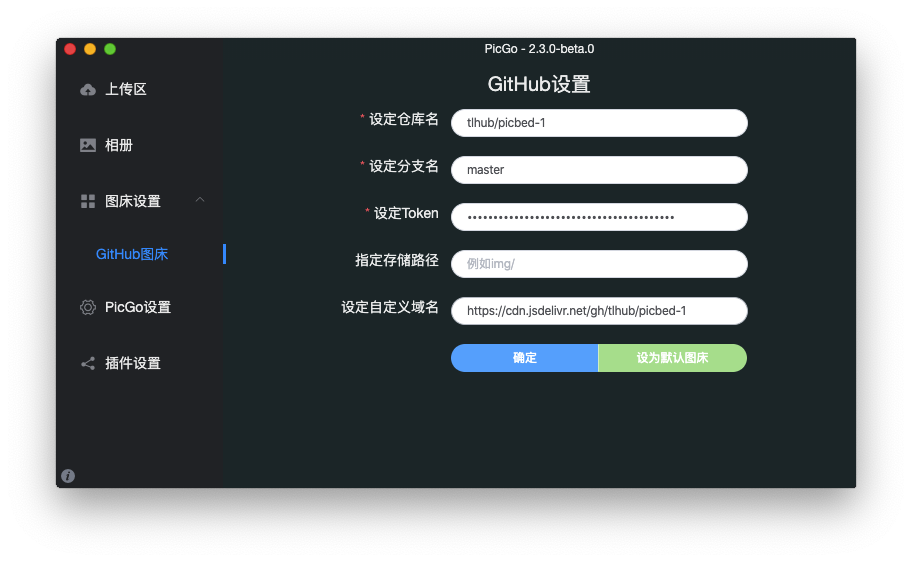 PicGo - 2.3.0-beta.0
上传区
相册
图床设置
GitHub图床
PicGo设置
插件设置
GitHub设置
* 设定仓库名 tlhub/picbed-1
* 设定分支名 master
* 设定Token ••••••••••••••••••••••••••••••••••••••••
指定存储路径 例如img/
设定自定义域名 https://cdn.jsdelivr.net/gh/tlhub/picbed-1
确定 设为默认图床